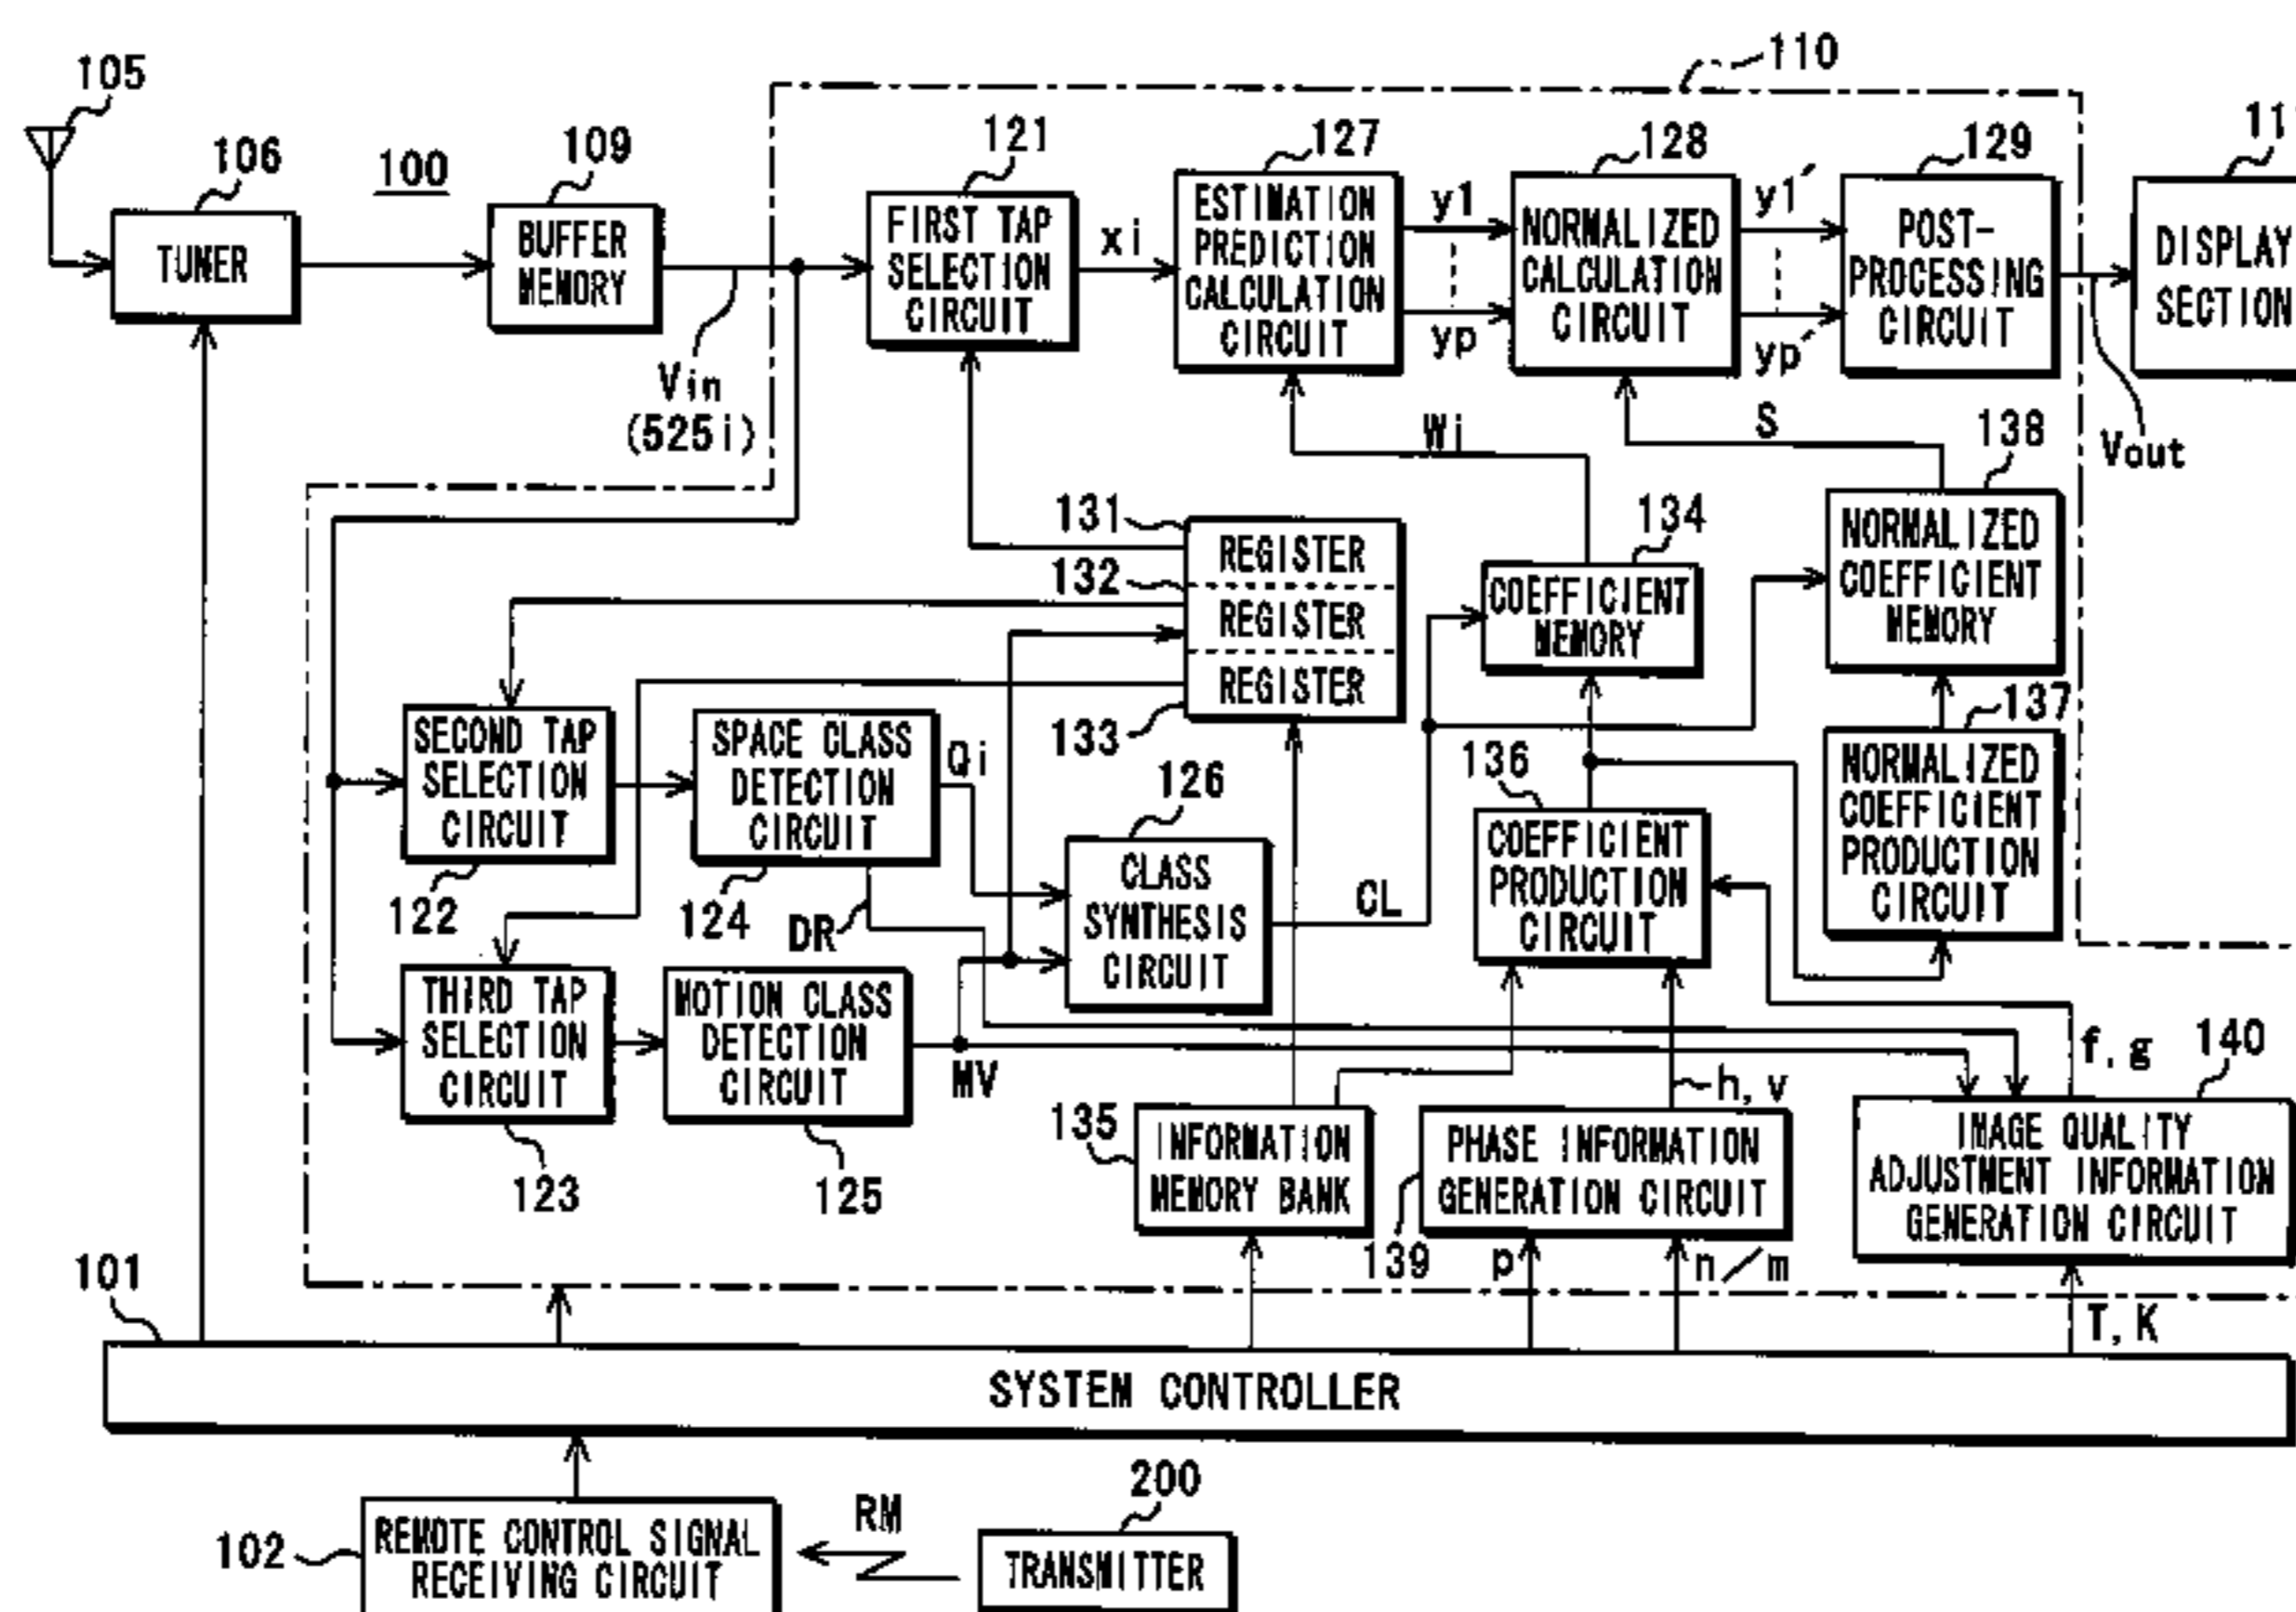 110
105
106
100
109
121
127
128
129
11
TUNER
BUFFER
MEMORY
FIRST TAP
SELECTION
CIRCUIT
xi
ESTIMATION
PREDICTION
CALCULATION
CIRCUIT
y1
yp
NORMALIZED
CALCULATION
CIRCUIT
y1′
yp′
POST-
PROCESSING
CIRCUIT
DISPLAY
SECTION
Vin
(525i)
Wi
S
138
Vout
131
REGISTER
132
REGISTER
REGISTER
133
134
COEFFICIENT
MEMORY
NORMALIZED
COEFFICIENT
MEMORY
137
SECOND TAP
SELECTION
CIRCUIT
122
SPACE CLASS
DETECTION
CIRCUIT
124
Qi
DR
126
CLASS
SYNTHESIS
CIRCUIT
CL
136
COEFFICIENT
PRODUCTION
CIRCUIT
NORMALIZED
COEFFICIENT
PRODUCTION
CIRCUIT
THIRD TAP
SELECTION
CIRCUIT
123
MOTION CLASS
DETECTION
CIRCUIT
125
MV
135
INFORMATION
MEMORY BANK
h, v
PHASE INFORMATION
GENERATION CIRCUIT
139
p
n/m
f, g
140
IMAGE QUALITY
ADJUSTMENT INFORMATION
GENERATION CIRCUIT
T, K
101
SYSTEM CONTROLLER
102
REMOTE CONTROL SIGNAL
RECEIVING CIRCUIT
RM
200
TRANSMITTER